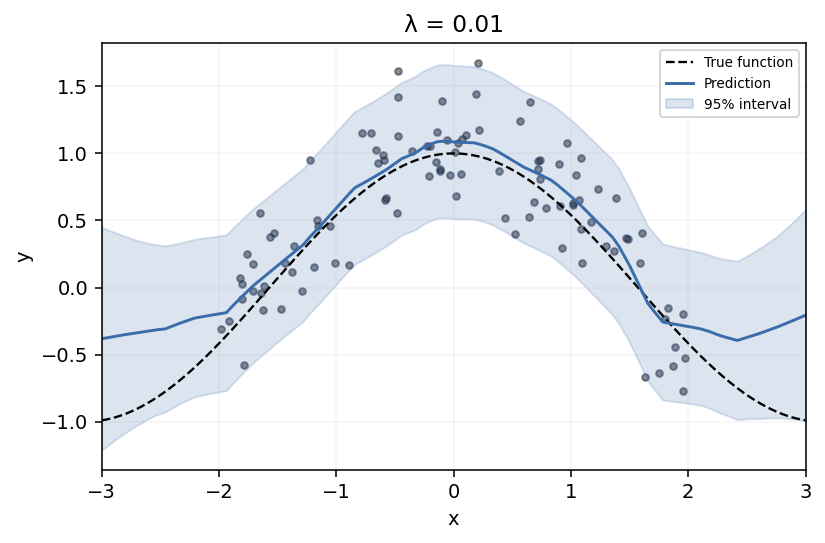 λ = 0.01
True function
Prediction
95% interval
y
1.5
1.0
0.5
0.0
−0.5
−1.0
−3
−2
−1
0
1
2
3
x